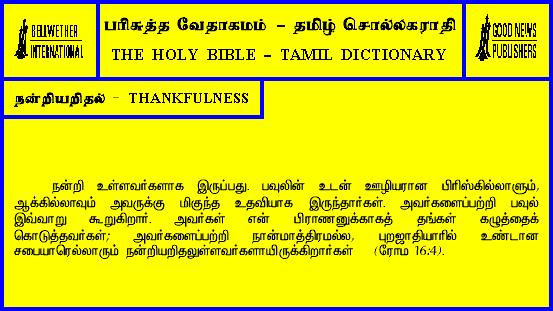 BELLWETHER
INTERNATIONAL
பரிசுத்த வேதாகமம் – தமிழ் சொல்லகராதி
THE HOLY BIBLE – TAMIL DICTIONARY
GOOD NEWS
PUBLISHERS
நன்றியறிதல் – THANKFULNESS
நன்றி உள்ளவர்களாக இருப்பது. பவுலின் உடன் ஊழியரான பிரிஸ்கில்லாளும்,
ஆக்கில்லாவும் அவருக்கு மிகுந்த உதவியாக இருந்தார்கள். அவர்களைப்பற்றி பவுல்
இவ்வாறு கூறுகிறார். அவர்கள் என் பிராணனுக்காகத் தங்கள் கழுத்தைக்
கொடுத்தவர்கள்; அவர்களைப்பற்றி நான்மாத்திரமல்ல, புறஜாதியாரில் உண்டான
சபையாரெல்லாரும் நன்றியறிதலுள்ளவர்களாயிருக்கிறார்கள் (ரோம 16:4).